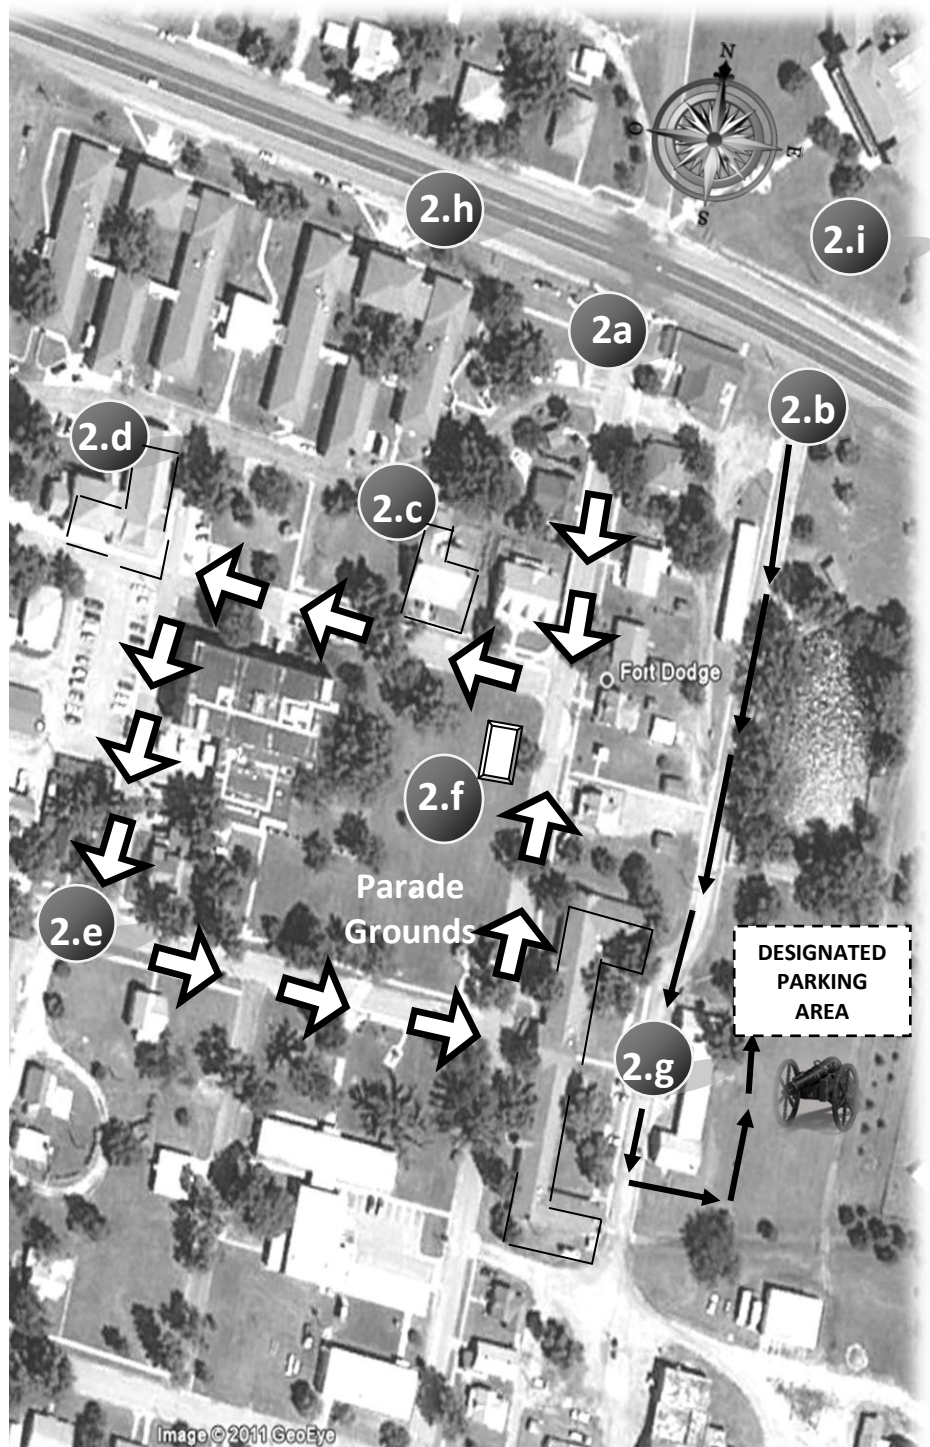 N
O
E
S
2.h
2.i
2a
2.b
2.d
2.c
Fort Dodge
2.f
Parade
Grounds
2.e
DESIGNATED
PARKING
AREA
2.g
Image © 2011 GeoEye